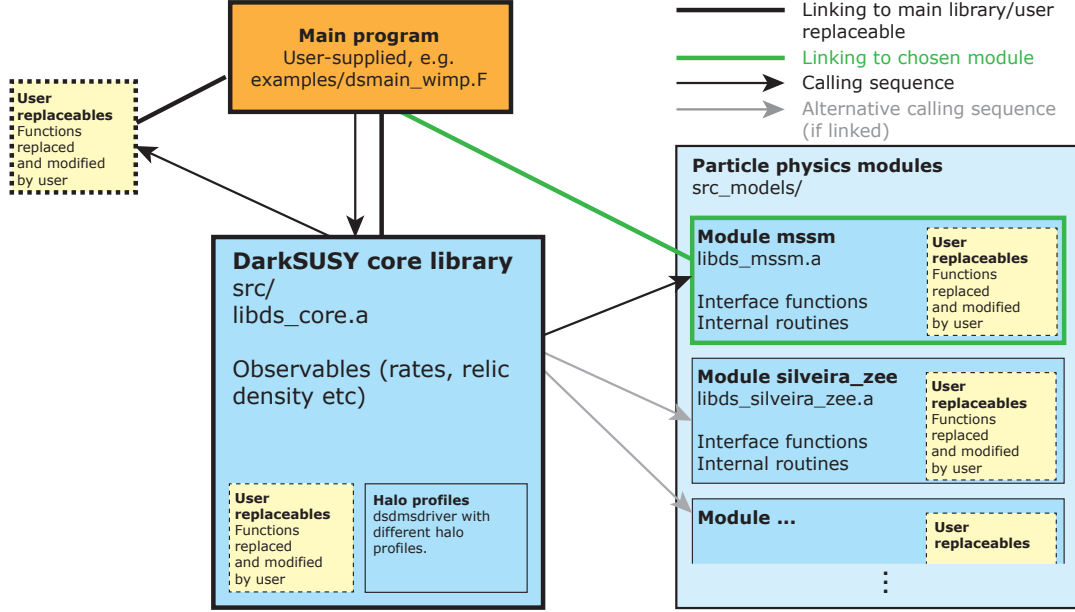 Main program
User-supplied, e.g.
examples/dsmain_wimp.F
Linking to main library/user
replaceable
Linking to chosen module
Calling sequence
Alternative calling sequence
(if linked)
User
replaceables
Functions
replaced
and modified
by user
DarkSUSY core library
src/
libds_core.a
Observables (rates, relic
density etc)
User
replaceables
Functions
replaced
and modified
by user
Halo profiles
dsdmsdriver with
different halo
profiles.
Particle physics modules
src_models/
Module mssm
libds_mssm.a
Interface functions
Internal routines
User
replaceables
Functions
replaced
and modified
by user
Module silveira_zee
libds_silveira_zee.a
Interface functions
Internal routines
User
replaceables
Functions
replaced
and modified
by user
Module ...
User
replaceables
⋮